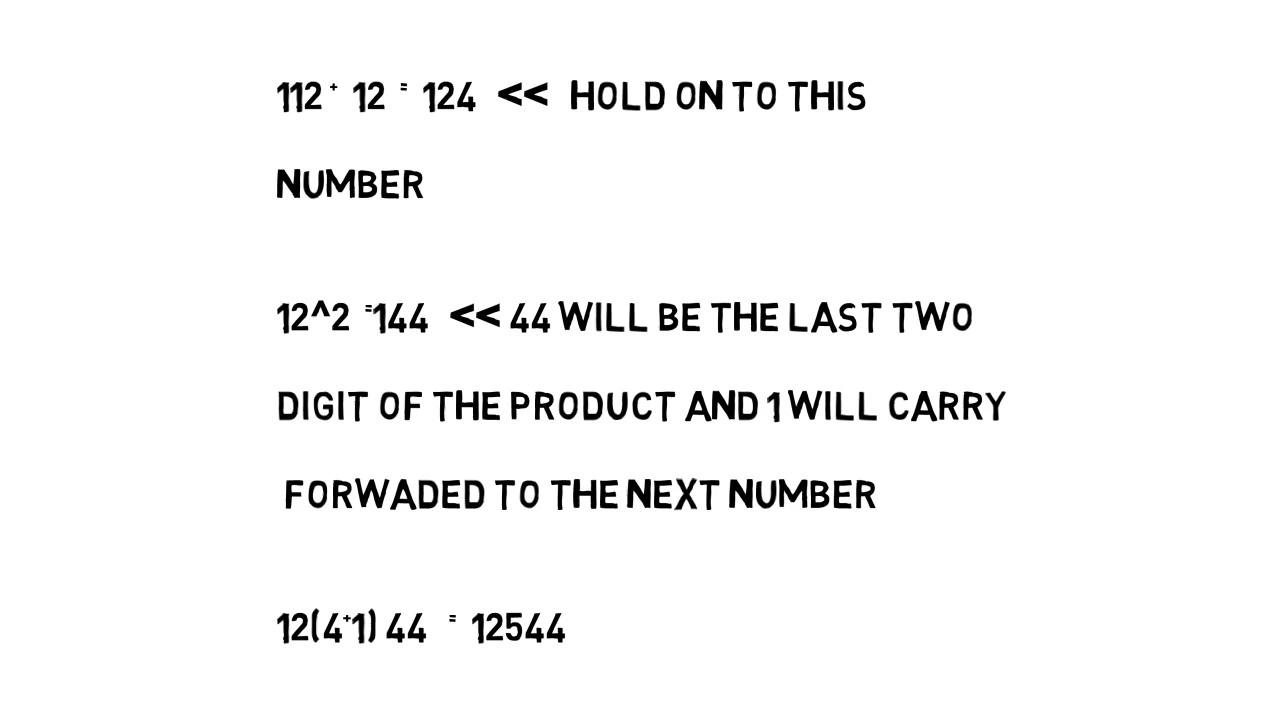 112 + 12 = 124 << HOLD ON TO THIS
NUMBER
12^2 =144 << 44 WILL BE THE LAST TWO
DIGIT OF THE PRODUCT AND 1 WILL CARRY
FORWADED TO THE NEXT NUMBER
12(4+1) 44 = 12544